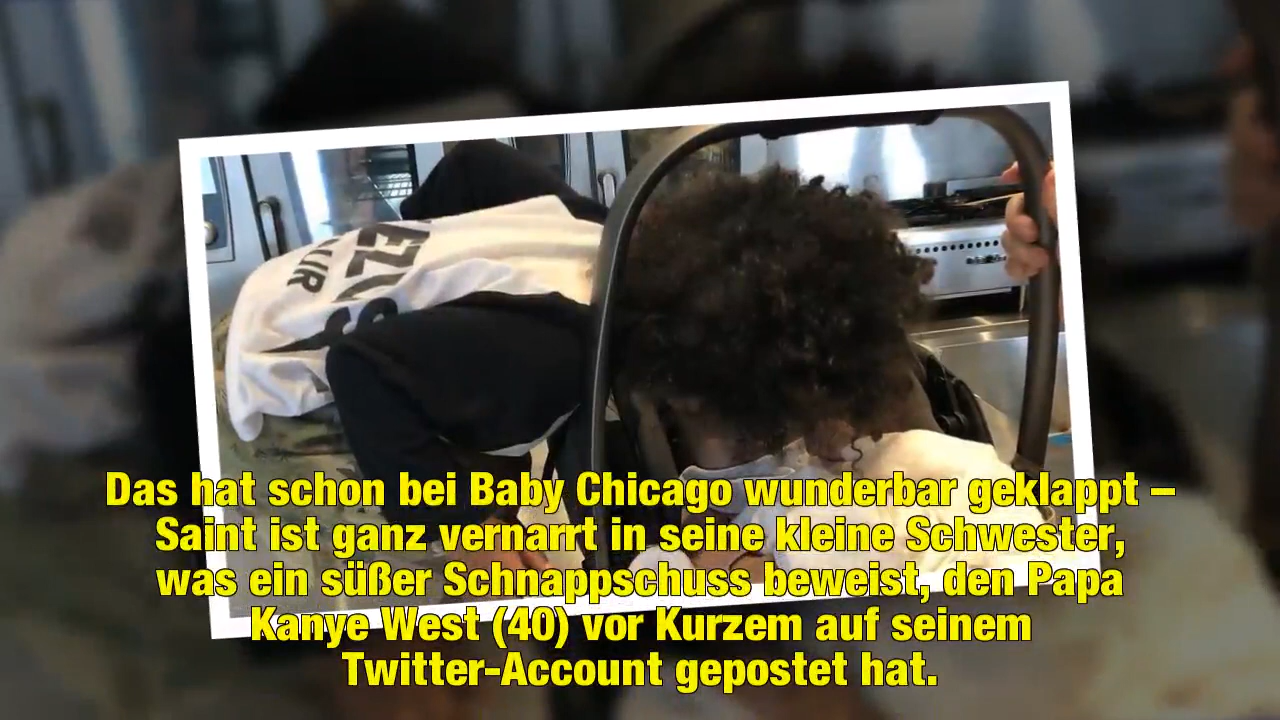 Das hat schon bei Baby Chicago wunderbar geklappt –
Saint ist ganz vernarrt in seine kleine Schwester,
was ein süßer Schnappschuss beweist, den Papa
Kanye West (40) vor Kurzem auf seinem
Twitter-Account gepostet hat.